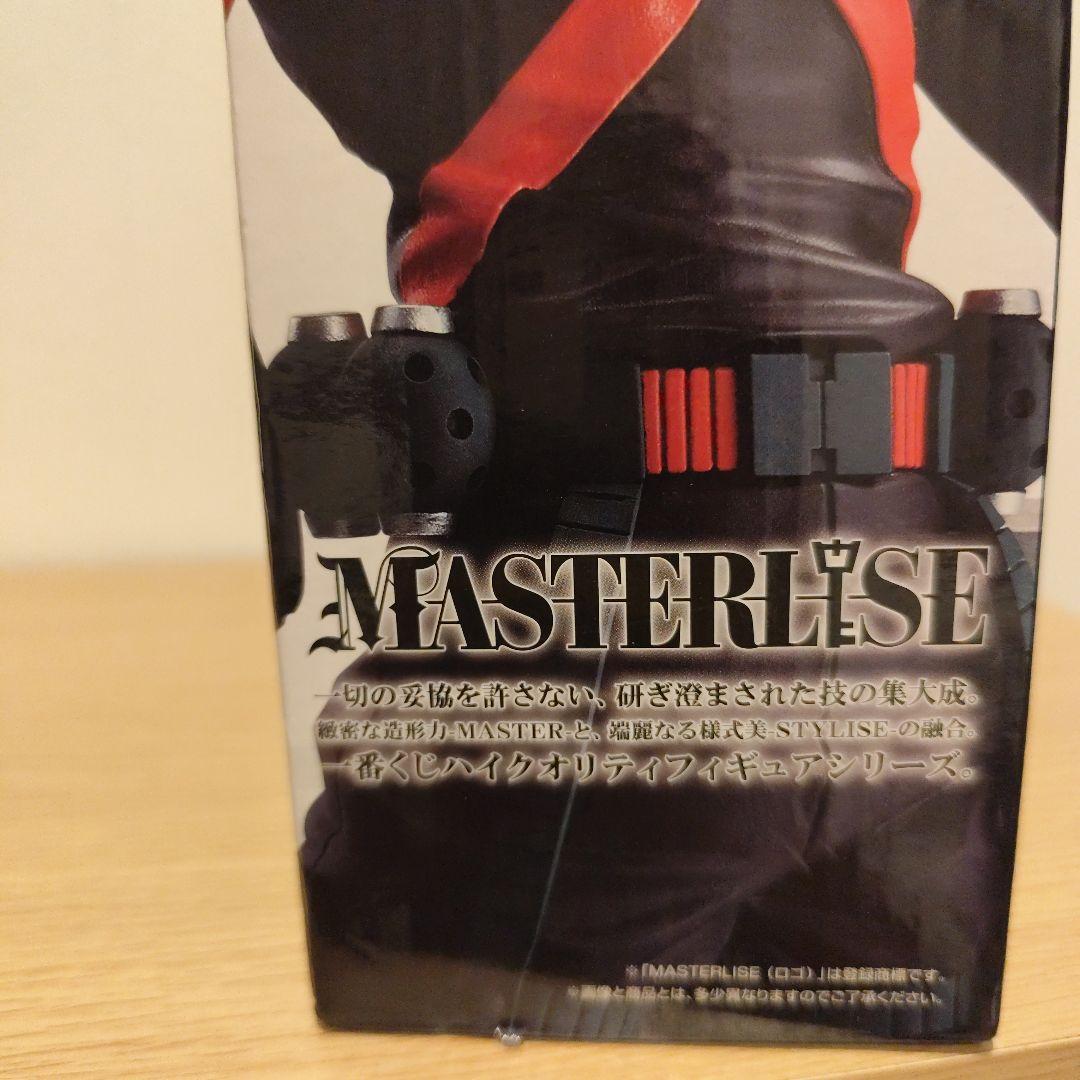 MASTERLISE
一切の妥協を許さない、研ぎ澄まされた技の集大成。
緻密な造形力-MASTER-と、端麗なる様式美-STYLISE-の融合。
一番くじハイクオリティフィギュアシリーズ。
※「MASTERLISE（ロゴ）」は登録商標です。
※画像と商品とは、多少異なりますのでご了承ください。